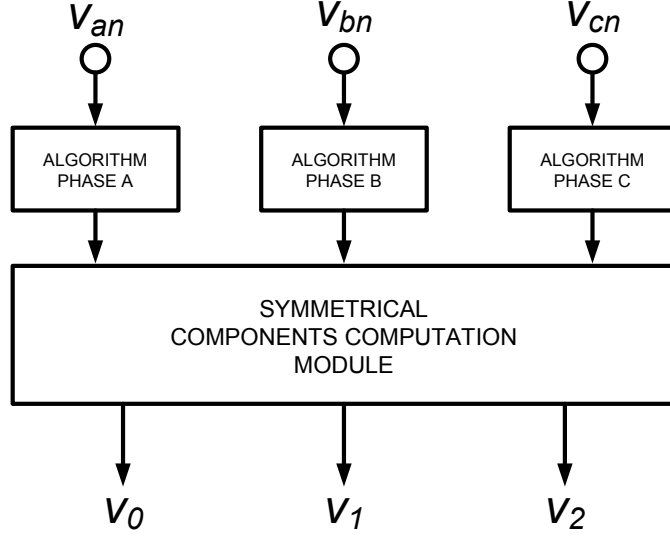 van
vbn
vcn
ALGORITHM
PHASE A
ALGORITHM
PHASE B
ALGORITHM
PHASE C
SYMMETRICAL
COMPONENTS COMPUTATION
MODULE
v0
v1
v2